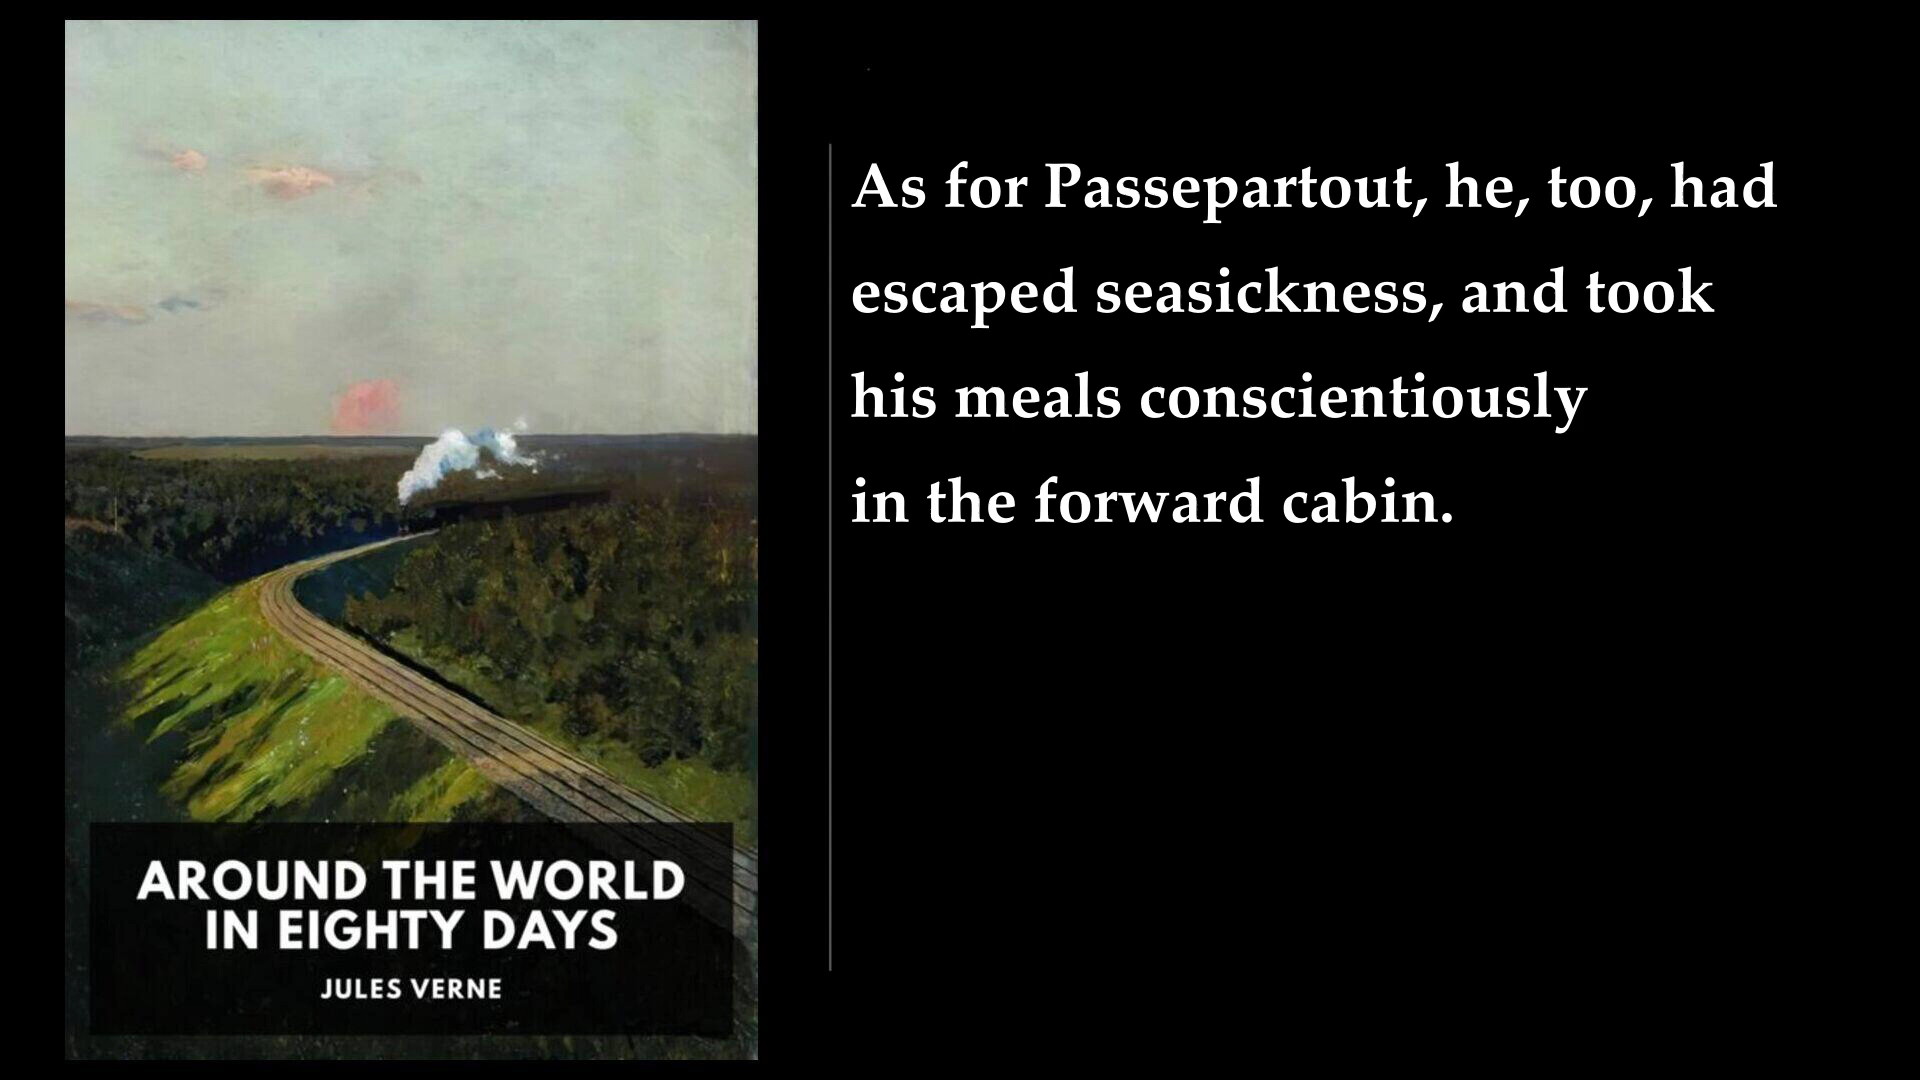 As for Passepartout, he, too, had
escaped seasickness, and took
his meals conscientiously
in the forward cabin.
AROUND THE WORLD
IN EIGHTY DAYS
JULES VERNE